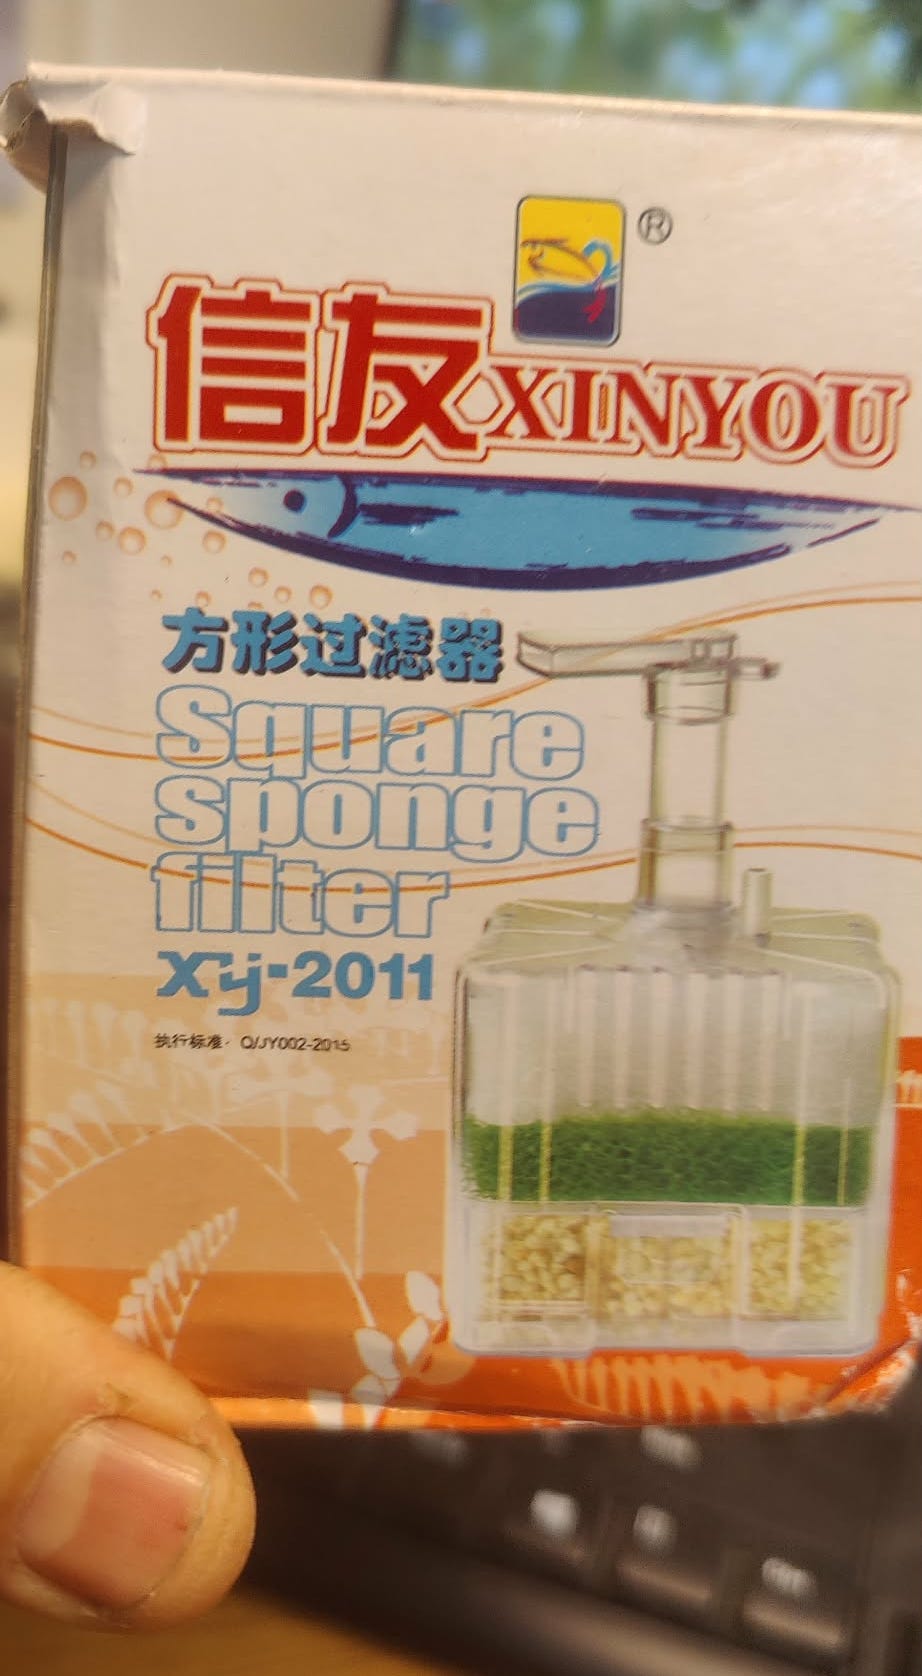 ®
信友XINYOU
方形过滤器
Square
sponge
filter
XY-2011
执行标准: Q/JY002-2015